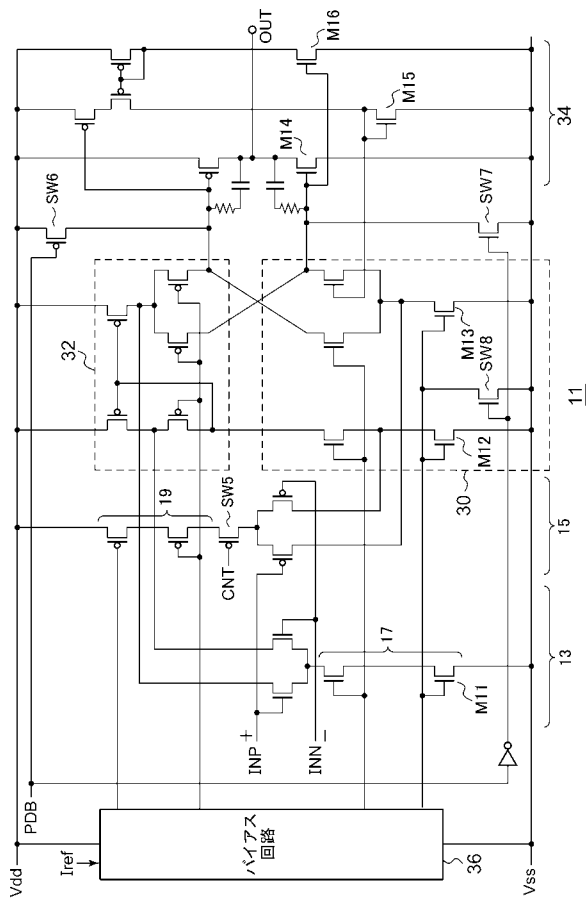 Vdd
Iref
PDB
バイアス
回路
36
Vss
INP
+
INN
−
CNT
SW5
19
17
M11
13
15
32
30
M12
SW8
M13
11
SW6
SW7
M14
OUT
M15
M16
34